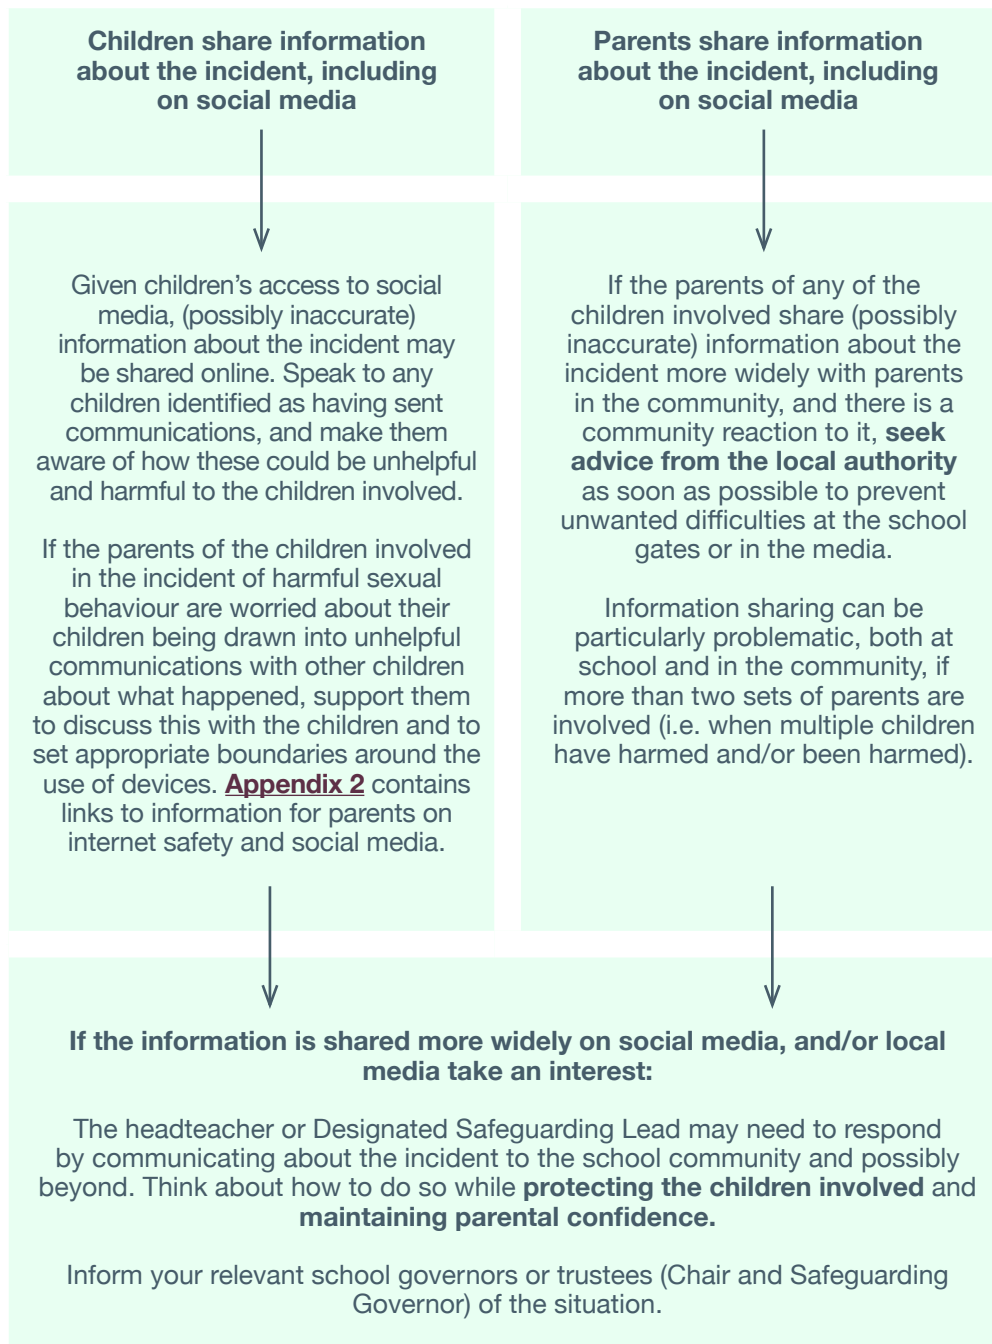 Children share information
about the incident, including
on social media
Given children’s access to social
media, (possibly inaccurate)
information about the incident may
be shared online. Speak to any
children identified as having sent
communications, and make them
aware of how these could be unhelpful
and harmful to the children involved.
If the parents of the children involved
in the incident of harmful sexual
behaviour are worried about their
children being drawn into unhelpful
communications with other children
about what happened, support them
to discuss this with the children and to
set appropriate boundaries around the
use of devices. Appendix 2 contains
links to information for parents on
internet safety and social media.
Parents share information
about the incident, including
on social media
If the parents of any of the
children involved share (possibly
inaccurate) information about the
incident more widely with parents
in the community, and there is a
community reaction to it, seek
advice from the local authority
as soon as possible to prevent
unwanted difficulties at the school
gates or in the media.
Information sharing can be
particularly problematic, both at
school and in the community, if
more than two sets of parents are
involved (i.e. when multiple children
have harmed and/or been harmed).
If the information is shared more widely on social media, and/or local
media take an interest:
The headteacher or Designated Safeguarding Lead may need to respond
by communicating about the incident to the school community and possibly
beyond. Think about how to do so while protecting the children involved and
maintaining parental confidence.
Inform your relevant school governors or trustees (Chair and Safeguarding
Governor) of the situation.